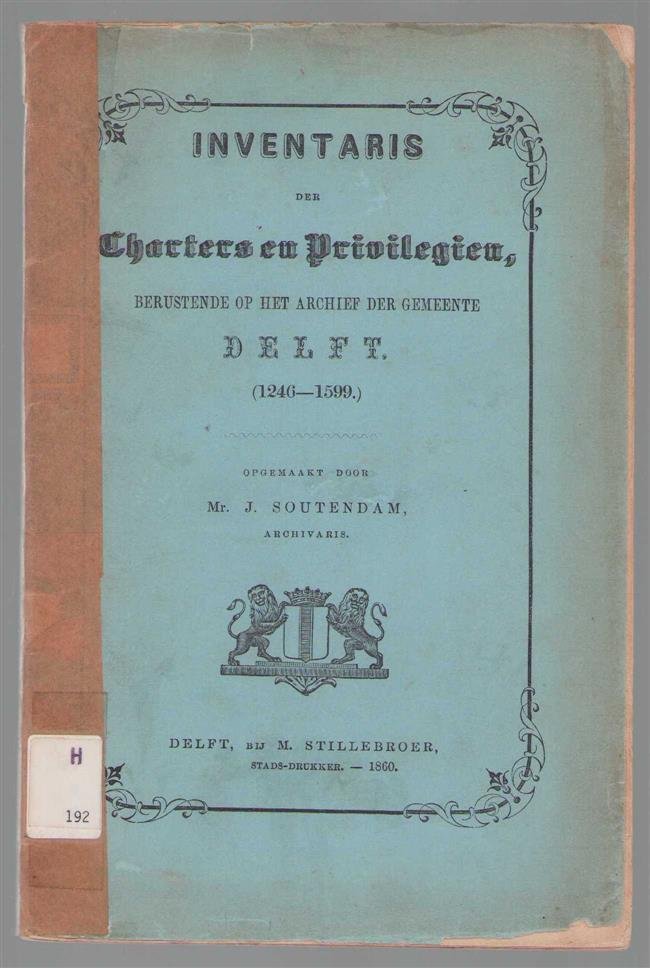 INVENTARIS
DER
Charters en Privilegien,
BERUSTENDE OP HET ARCHIEF DER GEMEENTE
DELFT.
(1246—1599.)
OPGEMAAKT DOOR
Mr. J. SOUTENDAM,
ARCHIVARIS.
DELFT, BIJ M. STILLEBROER,
STADS-DRUKKER. — 1860.
H
192